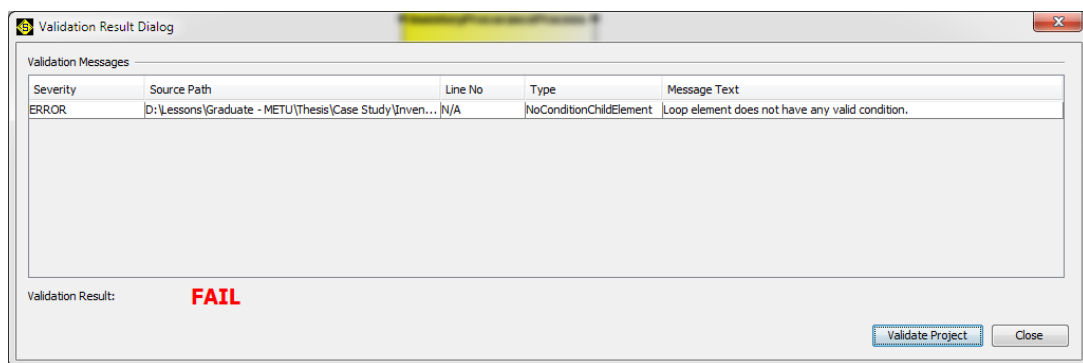 Validation Result Dialog
Validation Messages
Severity Source Path Line No Type Message Text
ERROR D:\Lessons\Graduate - METU\Thesis\Case Study\Inven... N/A NoConditionChildElement Loop element does not have any valid condition.
Validation Result: FAIL
Validate Project Close